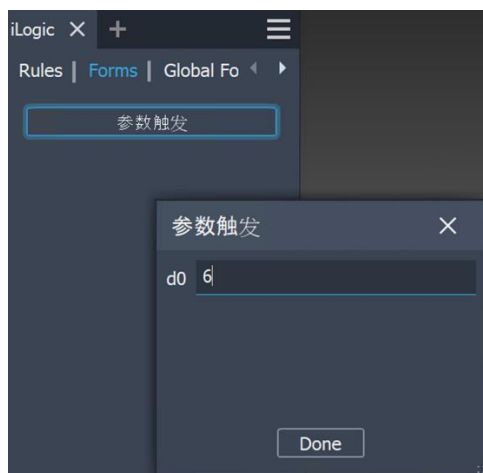 iLogic × +
Rules | Forms | Global Fo
参数触发
参数触发 ×
d0 6
Done